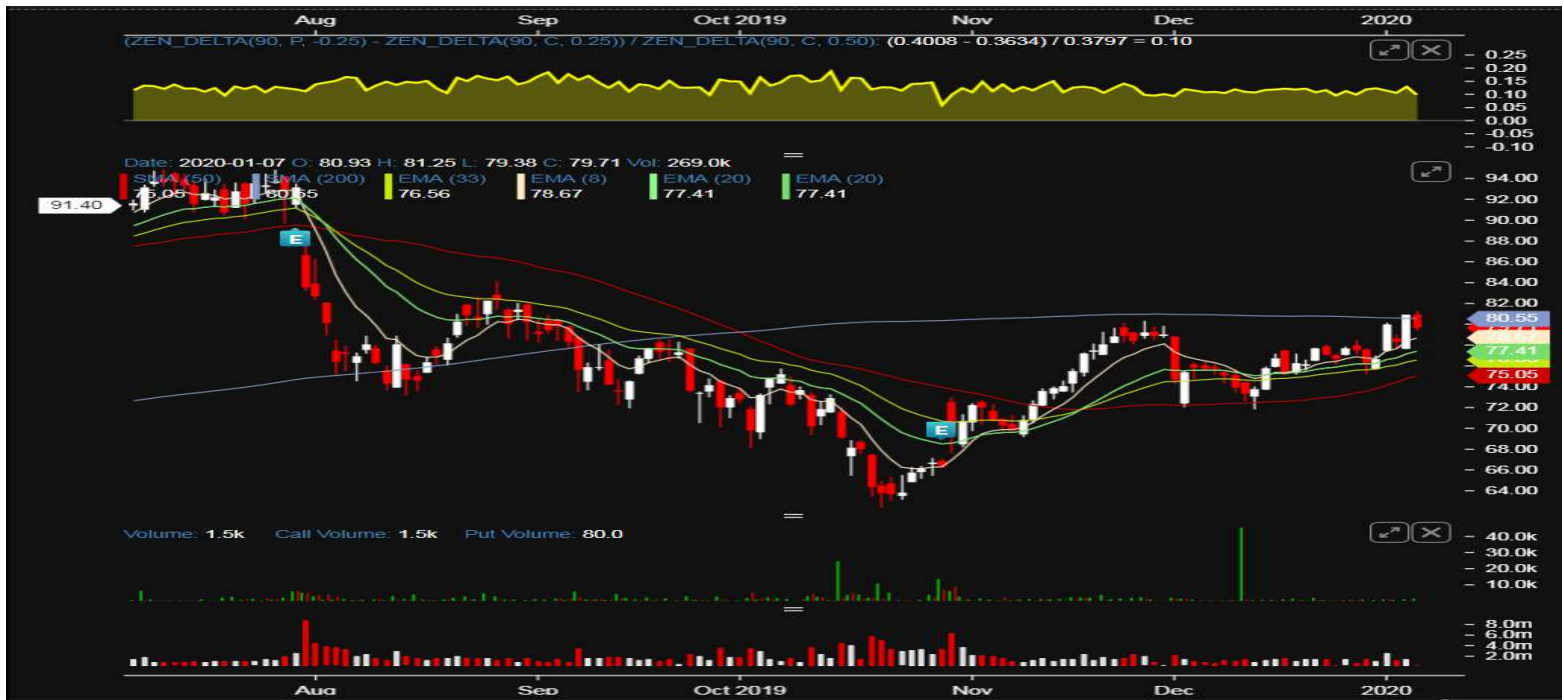 Aug Sep Oct 2019 Nov Dec 2020
(ZEN_DELTA(90, P, -0.25) - ZEN_DELTA(90, C, 0.25)) / ZEN_DELTA(90, C, 0.50): (0.4008 - 0.3634) / 0.3797 = 0.10
0.25
0.20
0.15
0.10
0.05
0.00
-0.05
-0.10
Date: 2020-01-07 O: 80.93 H: 81.25 L: 79.38 C: 79.71 Vol: 269.0k
SMA (50) SMA (200) EMA (33) EMA (8) EMA (20) EMA (20)
75.05 80.55 76.56 78.67 77.41 77.41
94.00
92.00
91.40
90.00
88.00
E
86.00
84.00
82.00
80.55
78.67
77.41
75.05
74.00
72.00
70.00
E
68.00
66.00
64.00
Volume: 1.5k Call Volume: 1.5k Put Volume: 80.0
40.0k
30.0k
20.0k
10.0k
8.0m
6.0m
4.0m
2.0m
Aug Sep Oct 2019 Nov Dec 2020